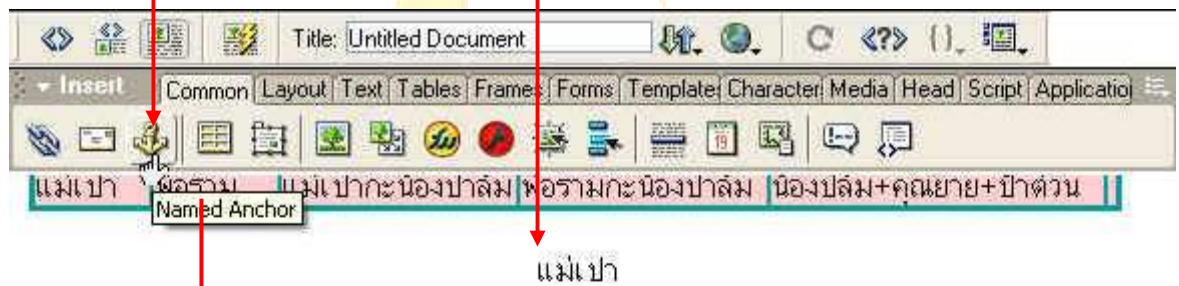 Title: Untitled Document
Insert Common Layout Text Tables Frames Forms Template Character Media Head Script Applicatio
19
แม่เปา พ่อราม แม่เปากะน้องปาล์ม พ่อรามกะน้องปาล์ม น้องปล์ม+คุณยาย+ป้าต่วน
Named Anchor
แม่เปา